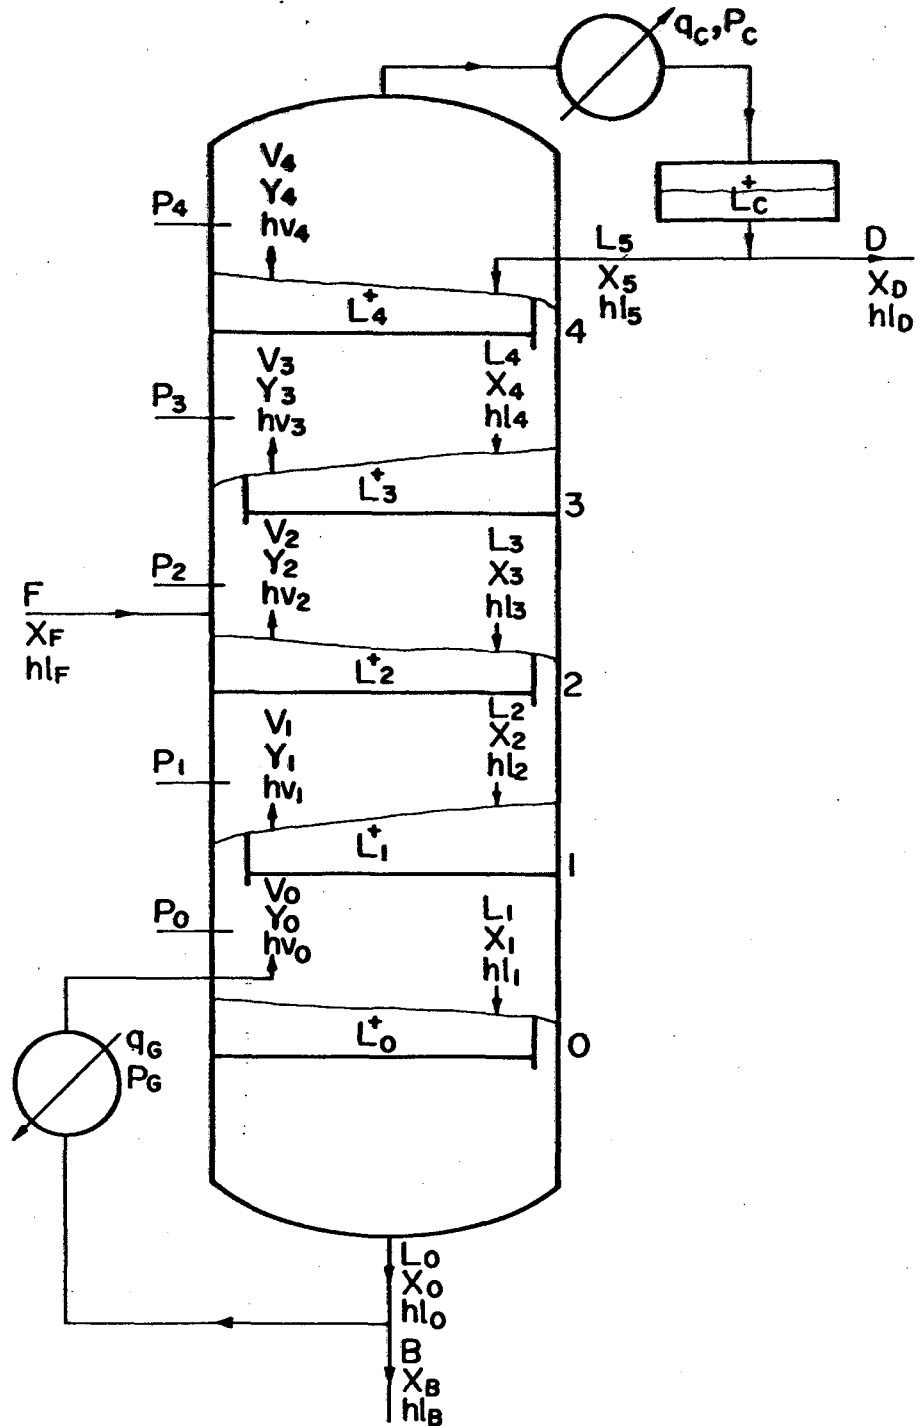 qC, PC
V4
Y4
hv4
P4
L+C
L5
X5
hl5
D
XD
hlD
L+4
4
V3
Y3
hv3
L4
X4
hl4
P3
L+3
3
V2
Y2
hv2
L3
X3
hl3
P2
F
XF
hlF
L+2
2
V1
Y1
hv1
L2
X2
hl2
P1
L+1
1
V0
Y0
hv0
L1
X1
hl1
P0
L+0
0
qG
PG
L0
X0
hl0
B
XB
hlB